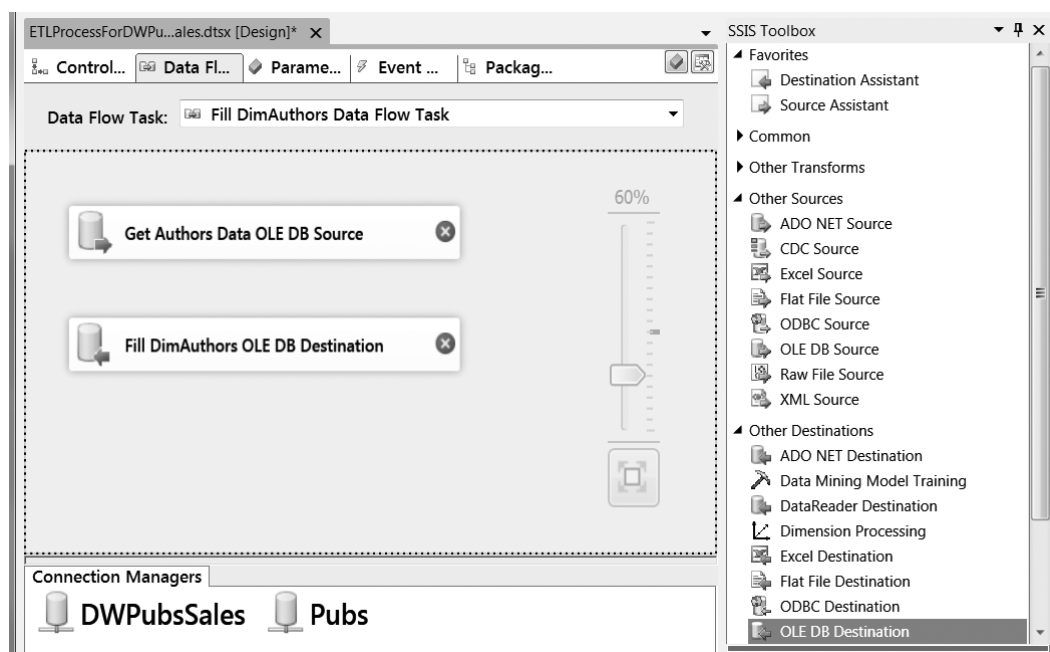 ETLProcessForDWPu...ales.dtsx [Design]*
Control...
Data Fl...
Parame...
Event ...
Packag...
Data Flow Task:
Fill DimAuthors Data Flow Task
60%
Get Authors Data OLE DB Source
Fill DimAuthors OLE DB Destination
Connection Managers
DWPubsSales
Pubs
SSIS Toolbox
Favorites
Destination Assistant
Source Assistant
Common
Other Transforms
Other Sources
ADO NET Source
CDC Source
Excel Source
Flat File Source
ODBC Source
OLE DB Source
Raw File Source
XML Source
Other Destinations
ADO NET Destination
Data Mining Model Training
DataReader Destination
Dimension Processing
Excel Destination
Flat File Destination
ODBC Destination
OLE DB Destination